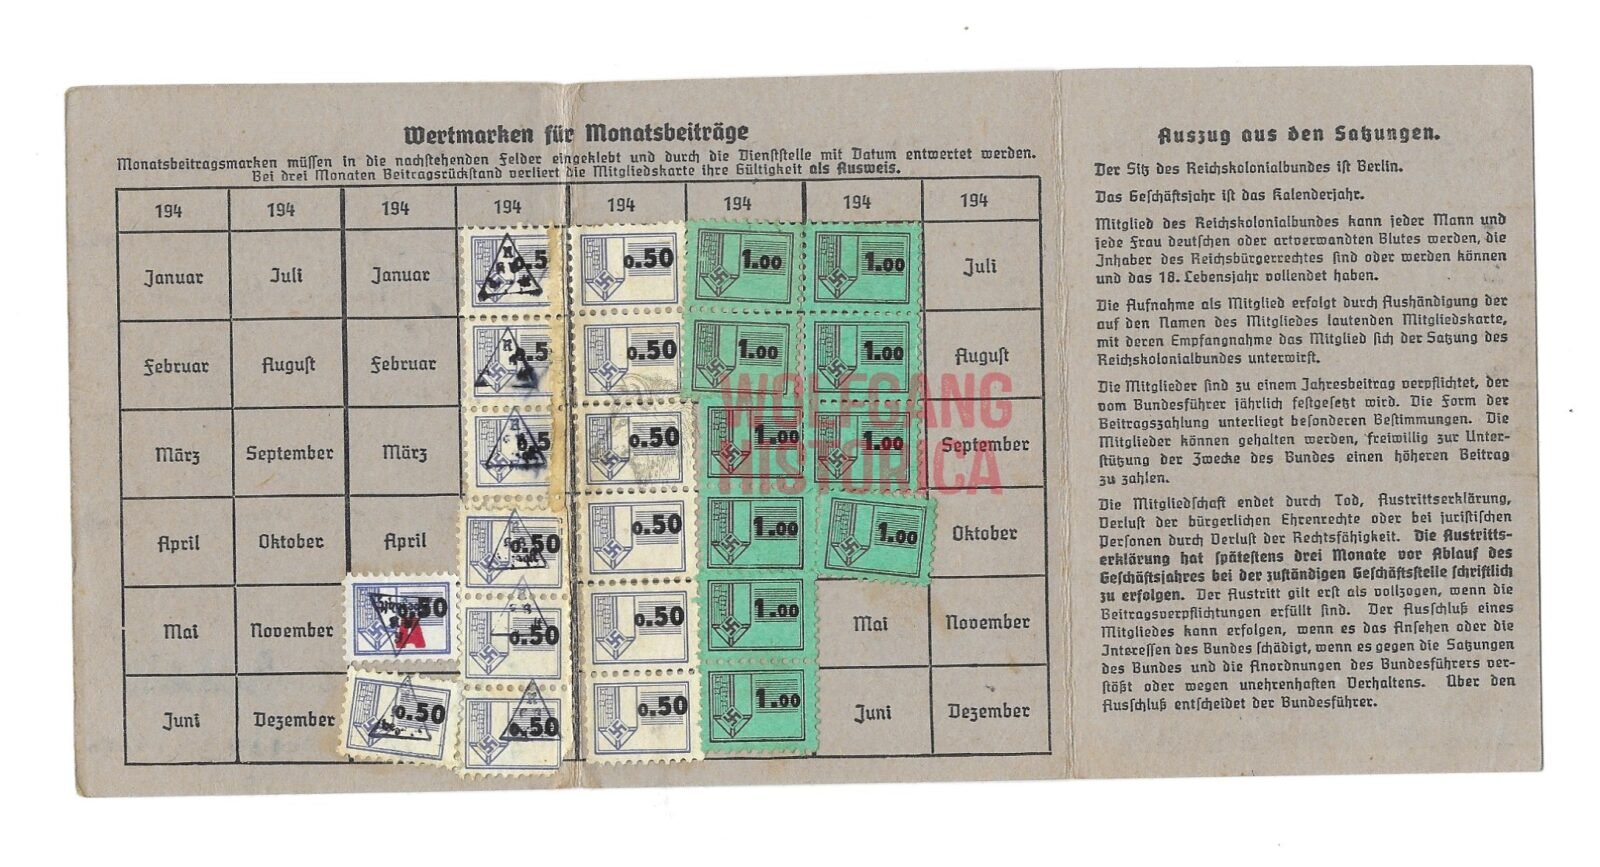 Wertmarken für Monatsbeiträge
Monatsbeitragsmarken müssen in die nachstehenden Felder eingeklebt und durch die Dienststelle mit Datum entwertet werden.
Bei drei Monaten Beitragsrückstand verliert die Mitgliedskarte ihre Gültigkeit als Ausweis.
194 194 194 194 194 194 194 194
Januar Juli Januar 0.5 0.50 1.00 1.00 Juli
Februar August Februar 0.5 0.50 1.00 1.00 August
März September März 0.5 0.50 1.00 1.00 September
April Oktober April 0.50 0.50 1.00 1.00 Oktober
Mai November 0.50 A 0.50 0.50 1.00 Mai November
Juni Dezember 0.50 0.50 0.50 1.00 Juni Dezember
WOLFGANG
HISTORICA
Auszug aus den Satzungen.
Der Sitz des Reichskolonialbundes ist Berlin.
Das Geschäftsjahr ist das Kalenderjahr.
Mitglied des Reichskolonialbundes kann jeder Mann und
jede Frau deutschen oder artverwandten Blutes werden, die
Inhaber des Reichsbürgerrechtes sind oder werden können
und das 18. Lebensjahr vollendet haben.
Die Aufnahme als Mitglied erfolgt durch Aushändigung der
auf den Namen des Mitgliedes lautenden Mitgliedskarte,
mit deren Empfangnahme das Mitglied sich der Satzung des
Reichskolonialbundes unterwirft.
Die Mitglieder sind zu einem Jahresbeitrag verpflichtet, der
vom Bundesführer jährlich festgesetzt wird. Die Form der
Beitragszahlung unterliegt besonderen Bestimmungen. Die
Mitglieder können gehalten werden, freiwillig zur Unter-
stützung der Zwecke des Bundes einen höheren Beitrag
zu zahlen.
Die Mitgliedschaft endet durch Tod, Austrittserklärung,
Verlust der bürgerlichen Ehrenrechte oder bei juristischen
Personen durch Verlust der Rechtsfähigkeit. Die Austritts-
erklärung hat spätestens drei Monate vor Ablauf des
Geschäftsjahres bei der zuständigen Geschäftsstelle schriftlich
zu erfolgen. Der Austritt gilt erst als vollzogen, wenn die
Beitragsverpflichtungen erfüllt sind. Der Ausschluß eines
Mitgliedes kann erfolgen, wenn es das Ansehen oder die
Interessen des Bundes schädigt, wenn es gegen die Satzungen
des Bundes und die Anordnungen des Bundesführers ver-
stößt oder wegen unehrenhaften Verhaltens. Über den
Ausschluß entscheidet der Bundesführer.